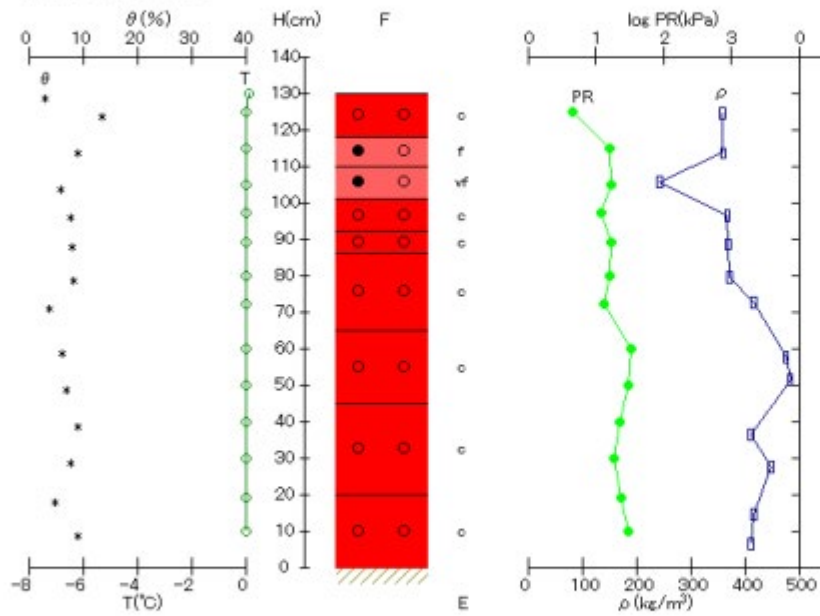 θ(%) H(cm) F log PR(kPa)
0 10 20 30 40 140 0 1 2 3 0
θ T 130 PR ρ
120 c
110 f
100 vf
90 c
80 c
70 c
60
50 c
40
30 c
20
10 c
-8 -6 -4 -2 0 0 0 100 200 300 400 500
T(℃) E ρ(kg/m³)